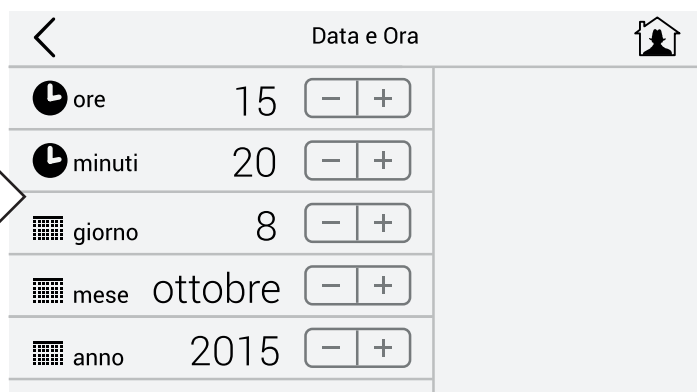 Data e Ora
ore 15 − +
minuti 20 − +
giorno 8 − +
mese ottobre − +
anno 2015 − +